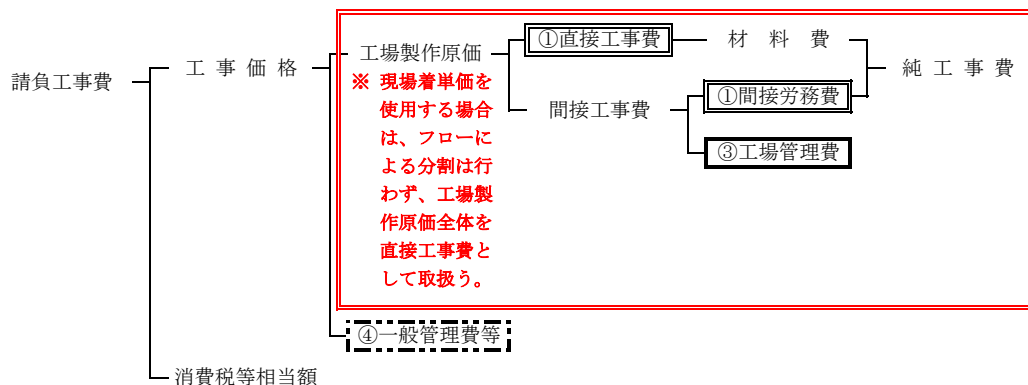 ①直接工事費
材料費
工場製作原価
工事価格
純工事費
請負工事費
※ 現場着単価を
使用する場合
は、フローに
よる分割は行
わず、工場製
作原価全体を
直接工事費と
して取扱う。
①間接労務費
間接工事費
③工場管理費
④一般管理費等
消費税等相当額